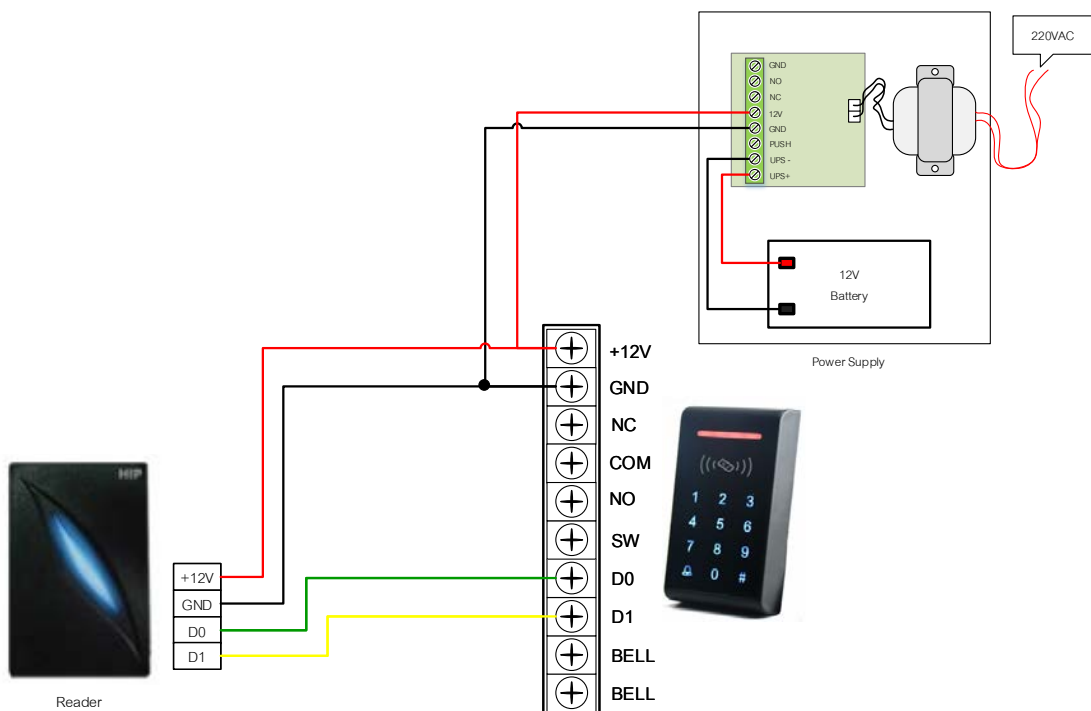 220VAC
GND
NO
NC
12V
GND
PUSH
UPS -
UPS+
12V
Battery
Power Supply
+12V
GND
NC
COM
NO
SW
D0
D1
BELL
BELL
1 2 3
4 5 6
7 8 9
0 #
HIP
+12V
GND
D0
D1
Reader